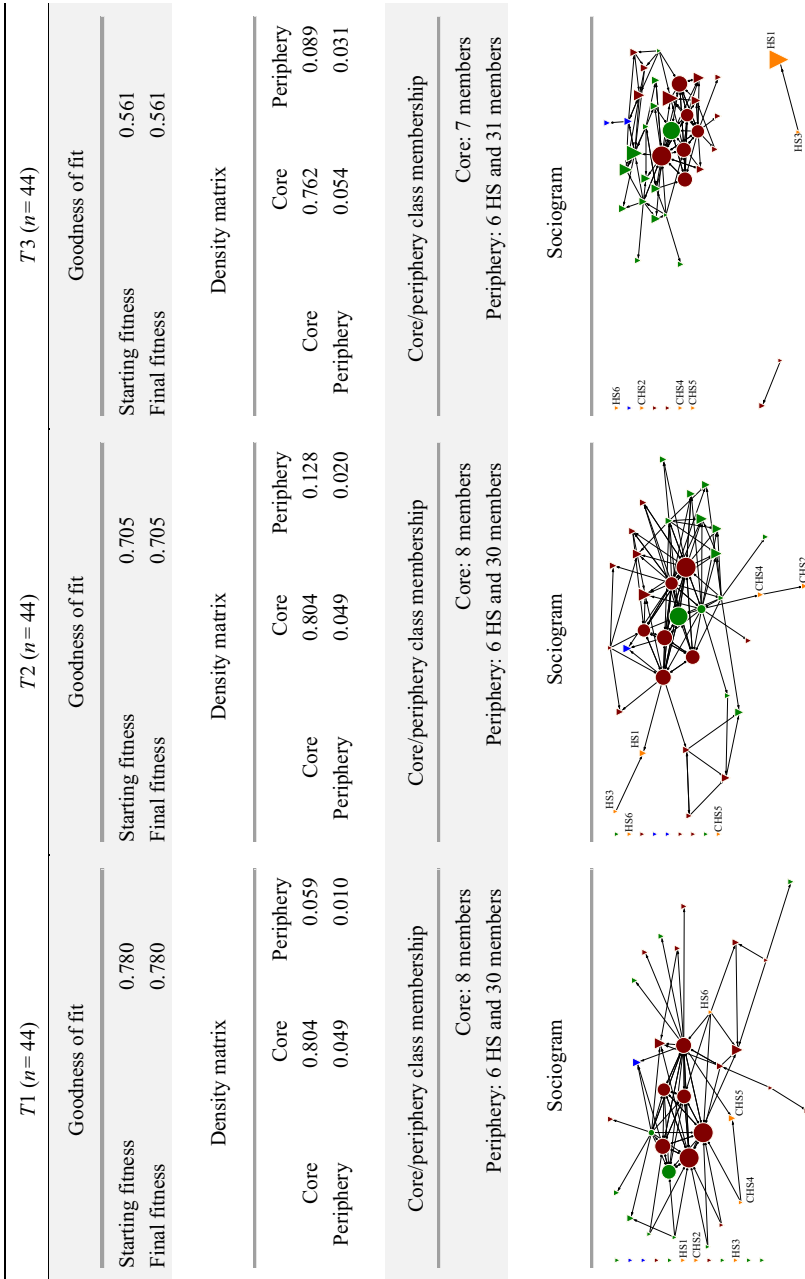 T1 (n = 44) T2 (n = 44) T3 (n = 44)
Goodness of fit Goodness of fit Goodness of fit
Starting fitness 0.780 Starting fitness 0.705 Starting fitness 0.561
Final fitness 0.780 Final fitness 0.705 Final fitness 0.561
Density matrix Density matrix Density matrix
Core Periphery Core Periphery Core Periphery
Core 0.804 0.059 Core 0.804 0.128 Core 0.762 0.089
Periphery 0.049 0.010 Periphery 0.049 0.020 Periphery 0.054 0.031
Core/periphery class membership Core/periphery class membership Core/periphery class membership
Core: 8 members Core: 8 members Core: 7 members
Periphery: 6 HS and 30 members Periphery: 6 HS and 30 members Periphery: 6 HS and 31 members
Sociogram Sociogram Sociogram
HS1
CHS2
HS3
CHS4
CHS5
HS6
HS3
HS6
HS1
CHS5
CHS4
CHS2
HS6
CHS2
CHS4
CHS5
HS3
HS1